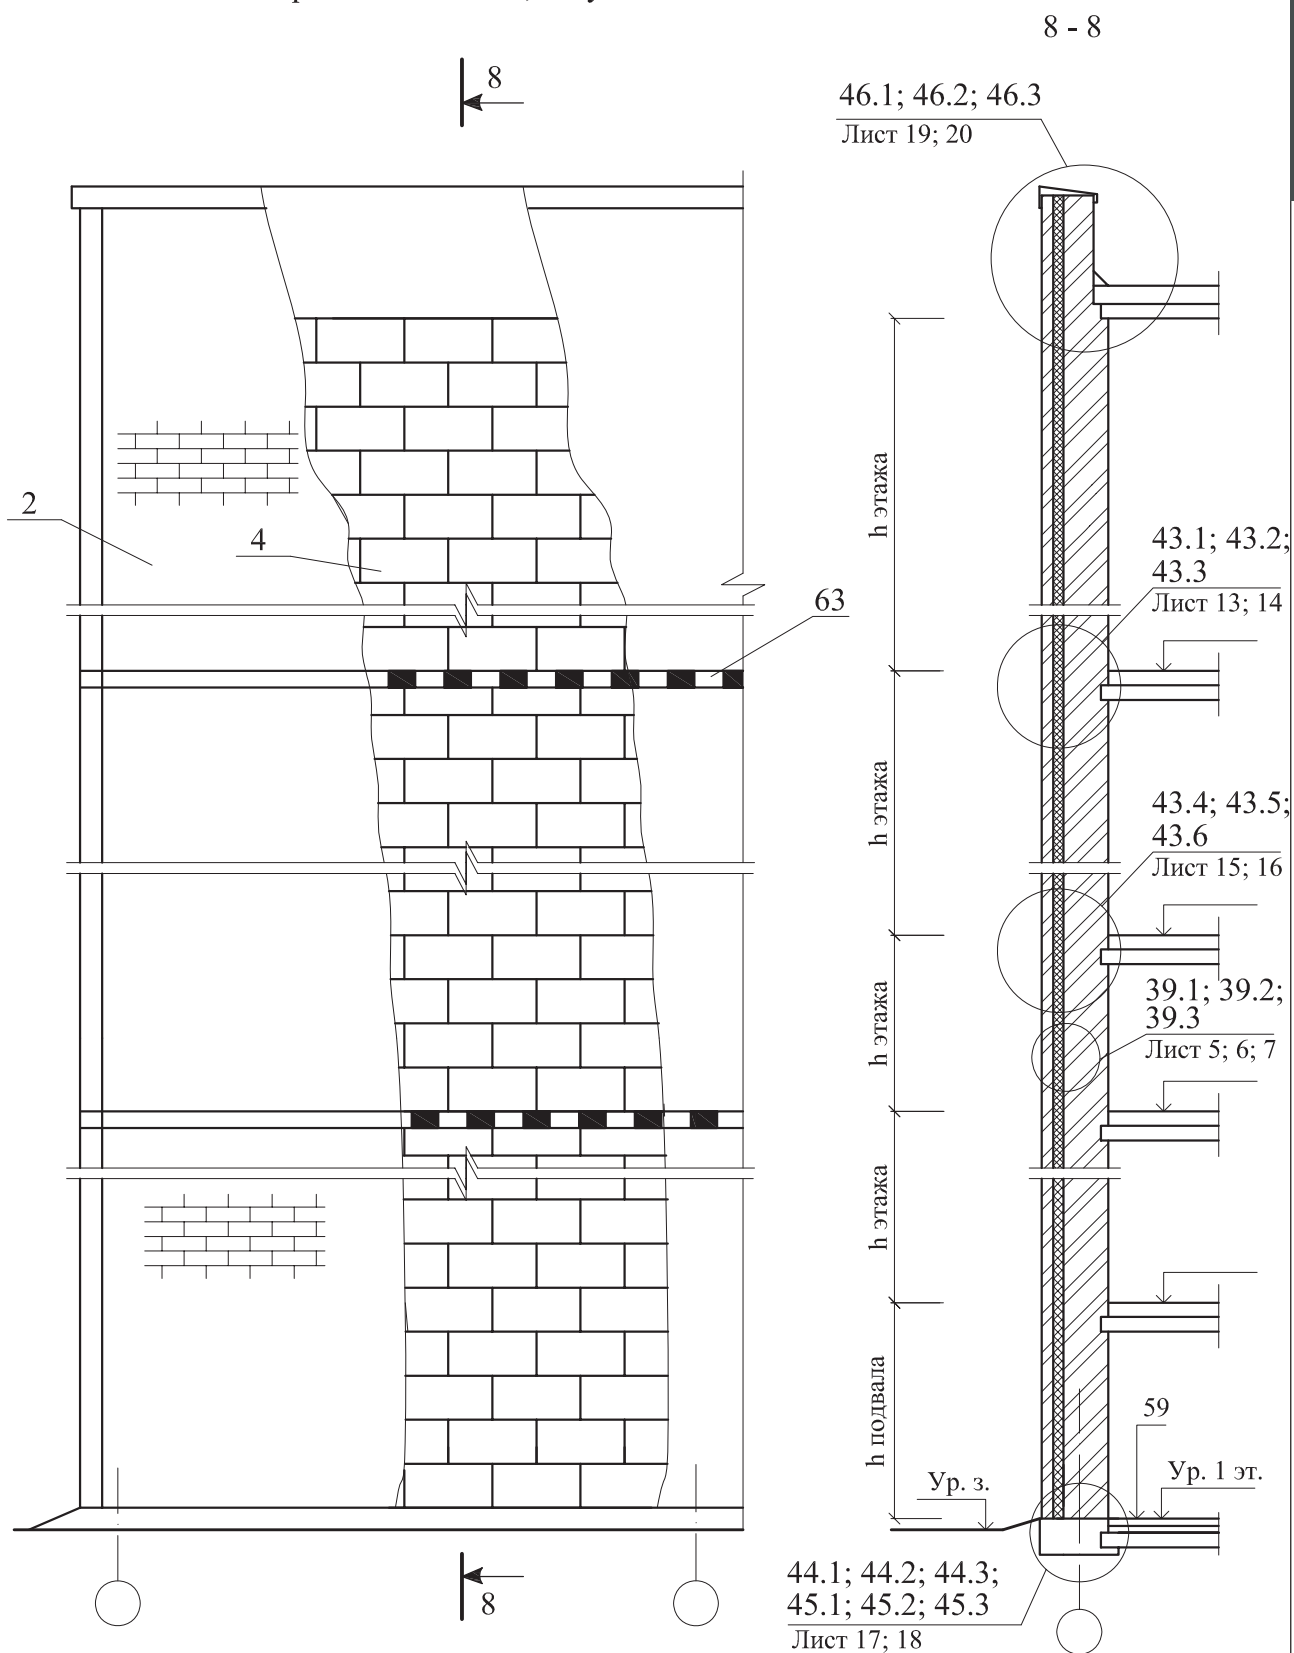 8 - 8
8
46.1; 46.2; 46.3
Лист 19; 20
h этажа
2
4
43.1; 43.2;
43.3
Лист 13; 14
63
h этажа
43.4; 43.5;
43.6
Лист 15; 16
h этажа
39.1; 39.2;
39.3
Лист 5; 6; 7
h этажа
h подвала
59
Ур. з.
Ур. 1 эт.
8
44.1; 44.2; 44.3;
45.1; 45.2; 45.3
Лист 17; 18